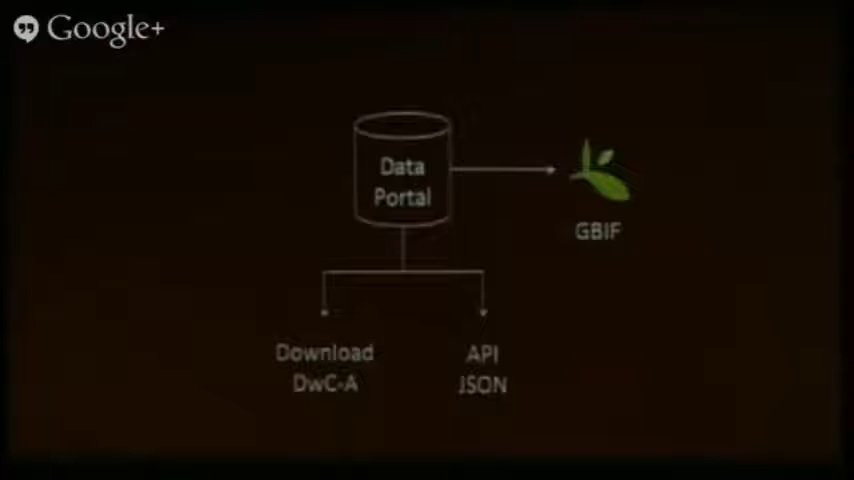 Google+
Data
Portal
GBIF
Download
DwC-A
API
JSON